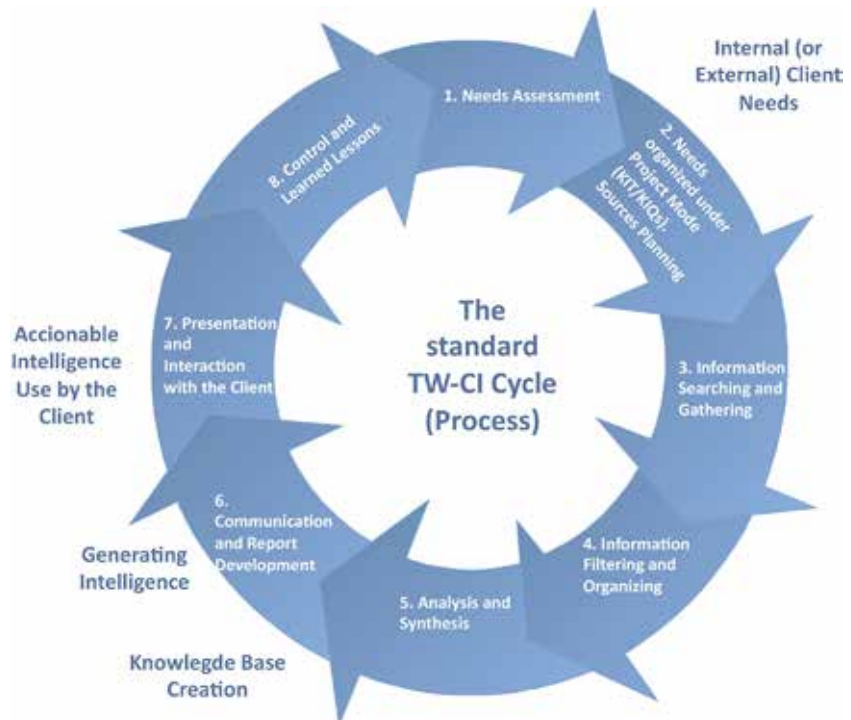 Internal (or
External) Client
Needs
1. Needs Assessment
2. Needs
organized under
Project Mode
(KIT/KIQs).
Sources Planning
3. Information
Searching and
Gathering
4. Information
Filtering and
Organizing
5. Analysis and
Synthesis
6.
Communication
and Report
Development
7. Presentation
and
Interaction
with the Client
8. Control and
Learned Lessons
The
standard
TW-CI Cycle
(Process)
Accionable
Intelligence
Use by the
Client
Generating
Intelligence
Knowlegde Base
Creation